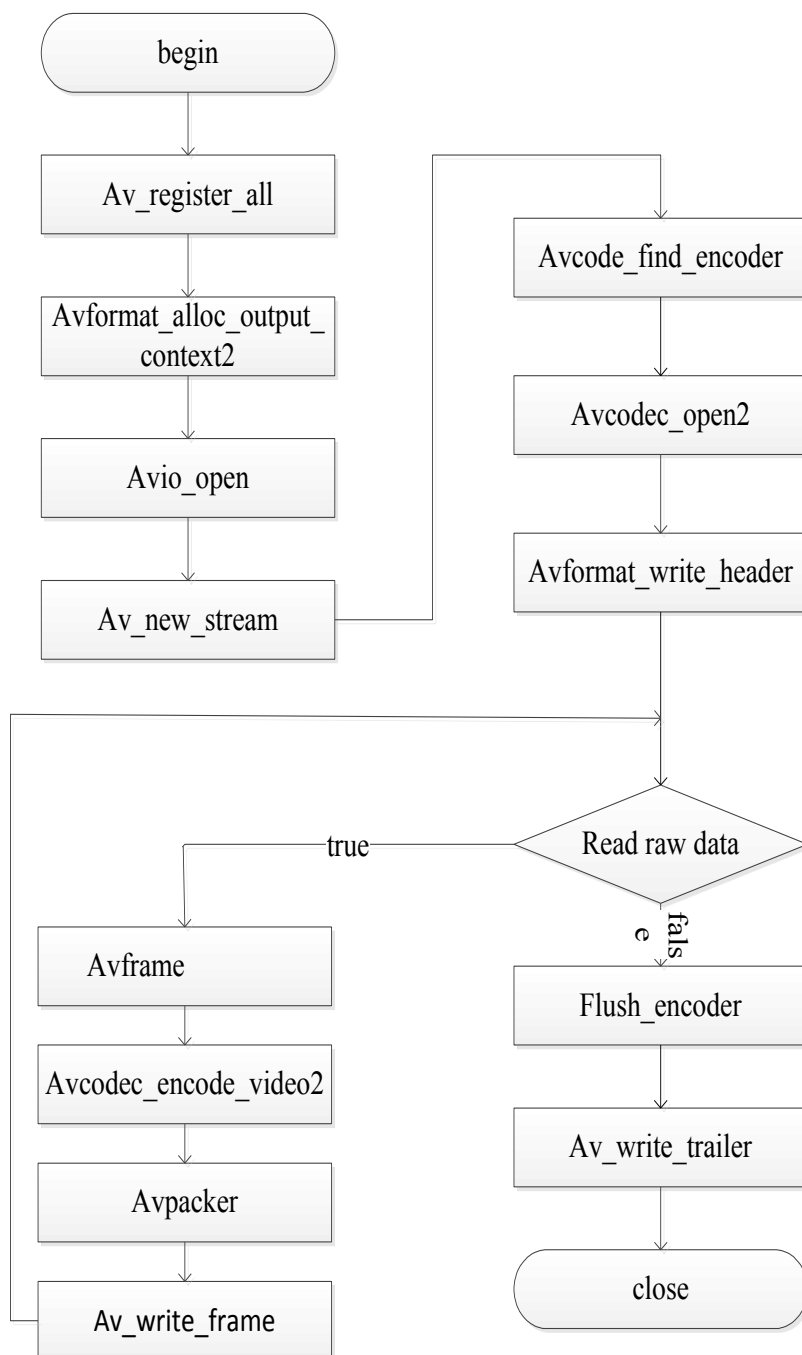 begin
Av_register_all
Avformat_alloc_output_
context2
Avio_open
Av_new_stream
Avcode_find_encoder
Avcodec_open2
Avformat_write_header
Read raw data
true
fals
e
Avframe
Avcodec_encode_video2
Avpacker
Av_write_frame
Flush_encoder
Av_write_trailer
close